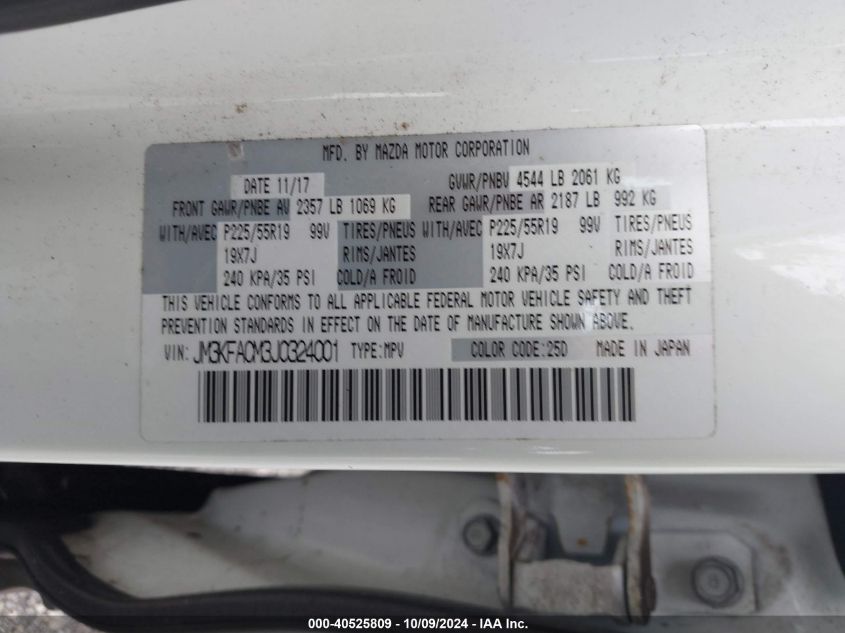 MFD. BY MAZDA MOTOR CORPORATION
DATE 11/17 GVWR/PNBV 4544 LB 2061 KG
FRONT GAWR/PNBE AV 2357 LB 1069 KG REAR GAWR/PNBE AR 2187 LB 992 KG
WITH/AVEC P225/55R19 99V TIRES/PNEUS WITH/AVEC P225/55R19 99V TIRES/PNEUS
19X7J RIMS/JANTES 19X7J RIMS/JANTES
240 KPA/35 PSI COLD/A FROID 240 KPA/35 PSI COLD/A FROID
THIS VEHICLE CONFORMS TO ALL APPLICABLE FEDERAL MOTOR VEHICLE SAFETY AND THEFT
PREVENTION STANDARDS IN EFFECT ON THE DATE OF MANUFACTURE SHOWN ABOVE.
VIN: JM3KFACM3J0324001 TYPE:MPV COLOR CODE:25D MADE IN JAPAN
000-40525809 - 10/09/2024 - IAA Inc.